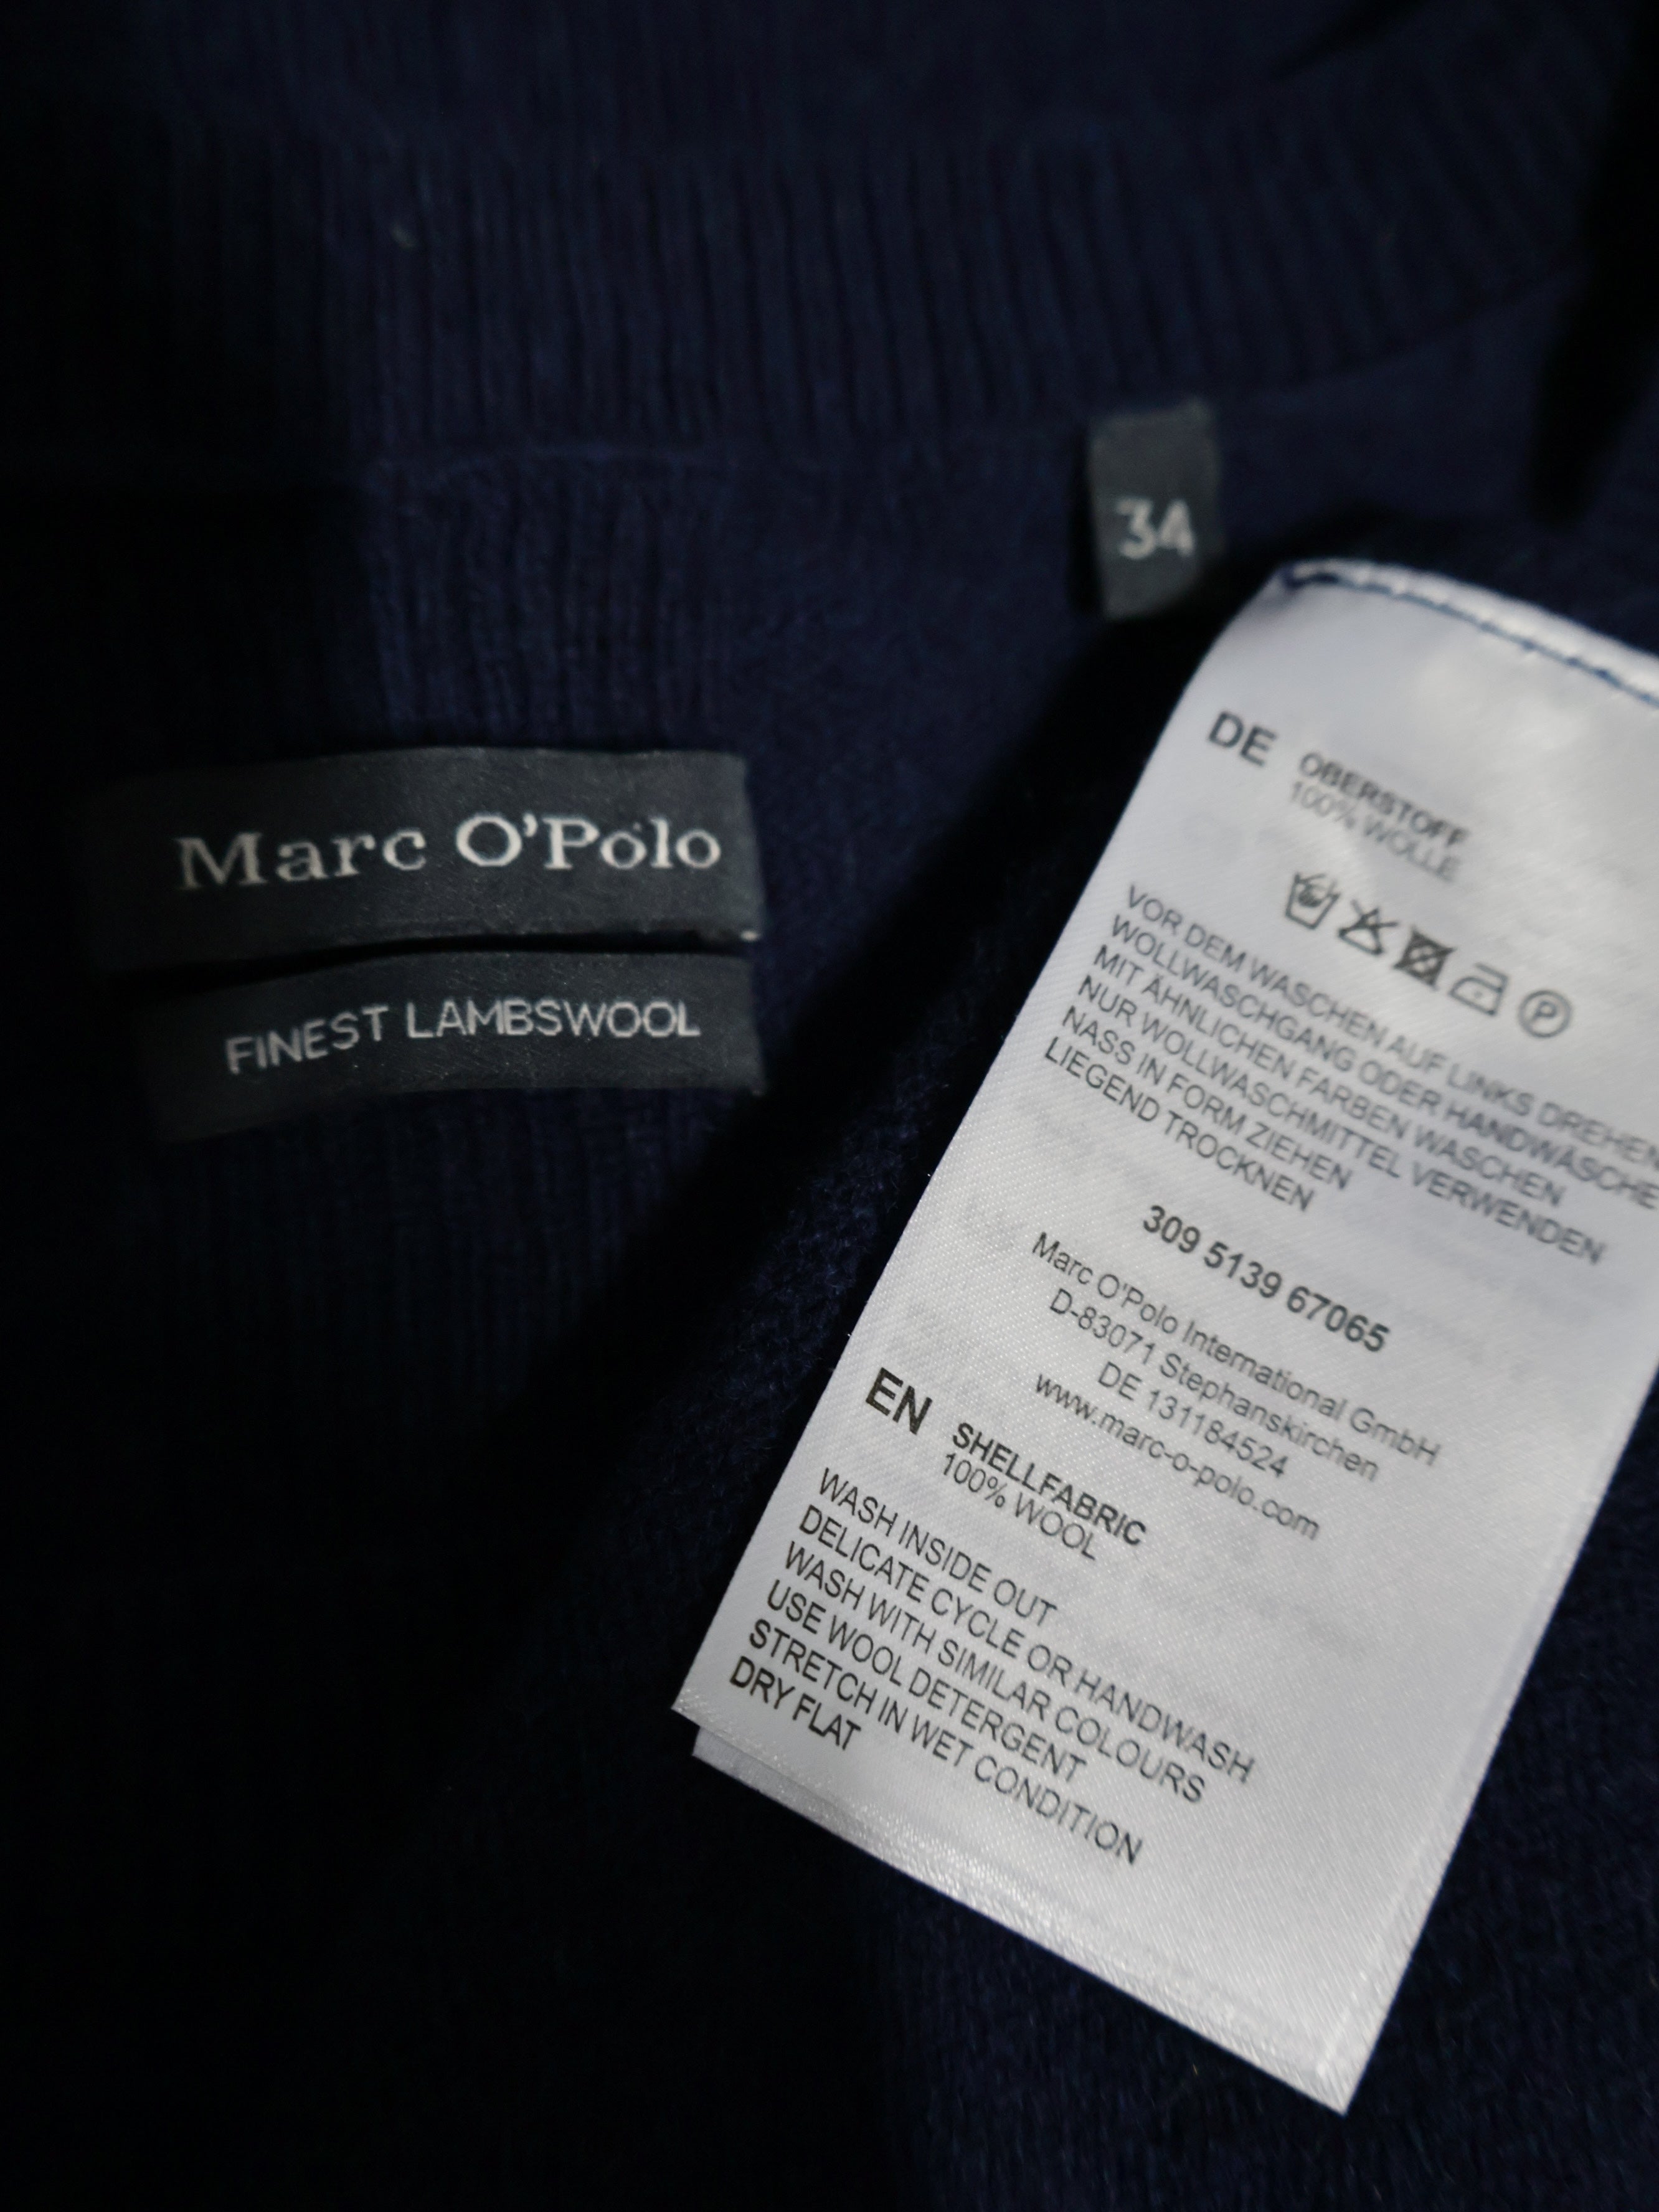 34
Marc O'Polo
FINEST LAMBSWOOL
DE OBERSTOFF
100% WOLLE
P
VOR DEM WASCHEN AUF LINKS DREHEN
WOLLWASCHGANG ODER HANDWÄSCHE
MIT ÄHNLICHEN FARBEN WASCHEN
NUR WOLLWASCHMITTEL VERWENDEN
NASS IN FORM ZIEHEN
LIEGEND TROCKNEN
309 5139 67065
Marc O'Polo International GmbH
D-83071 Stephanskirchen
DE 131184524
www.marc-o-polo.com
EN SHELLFABRIC
100% WOOL
WASH INSIDE OUT
DELICATE CYCLE OR HANDWASH
WASH WITH SIMILAR COLOURS
USE WOOL DETERGENT
STRETCH IN WET CONDITION
DRY FLAT